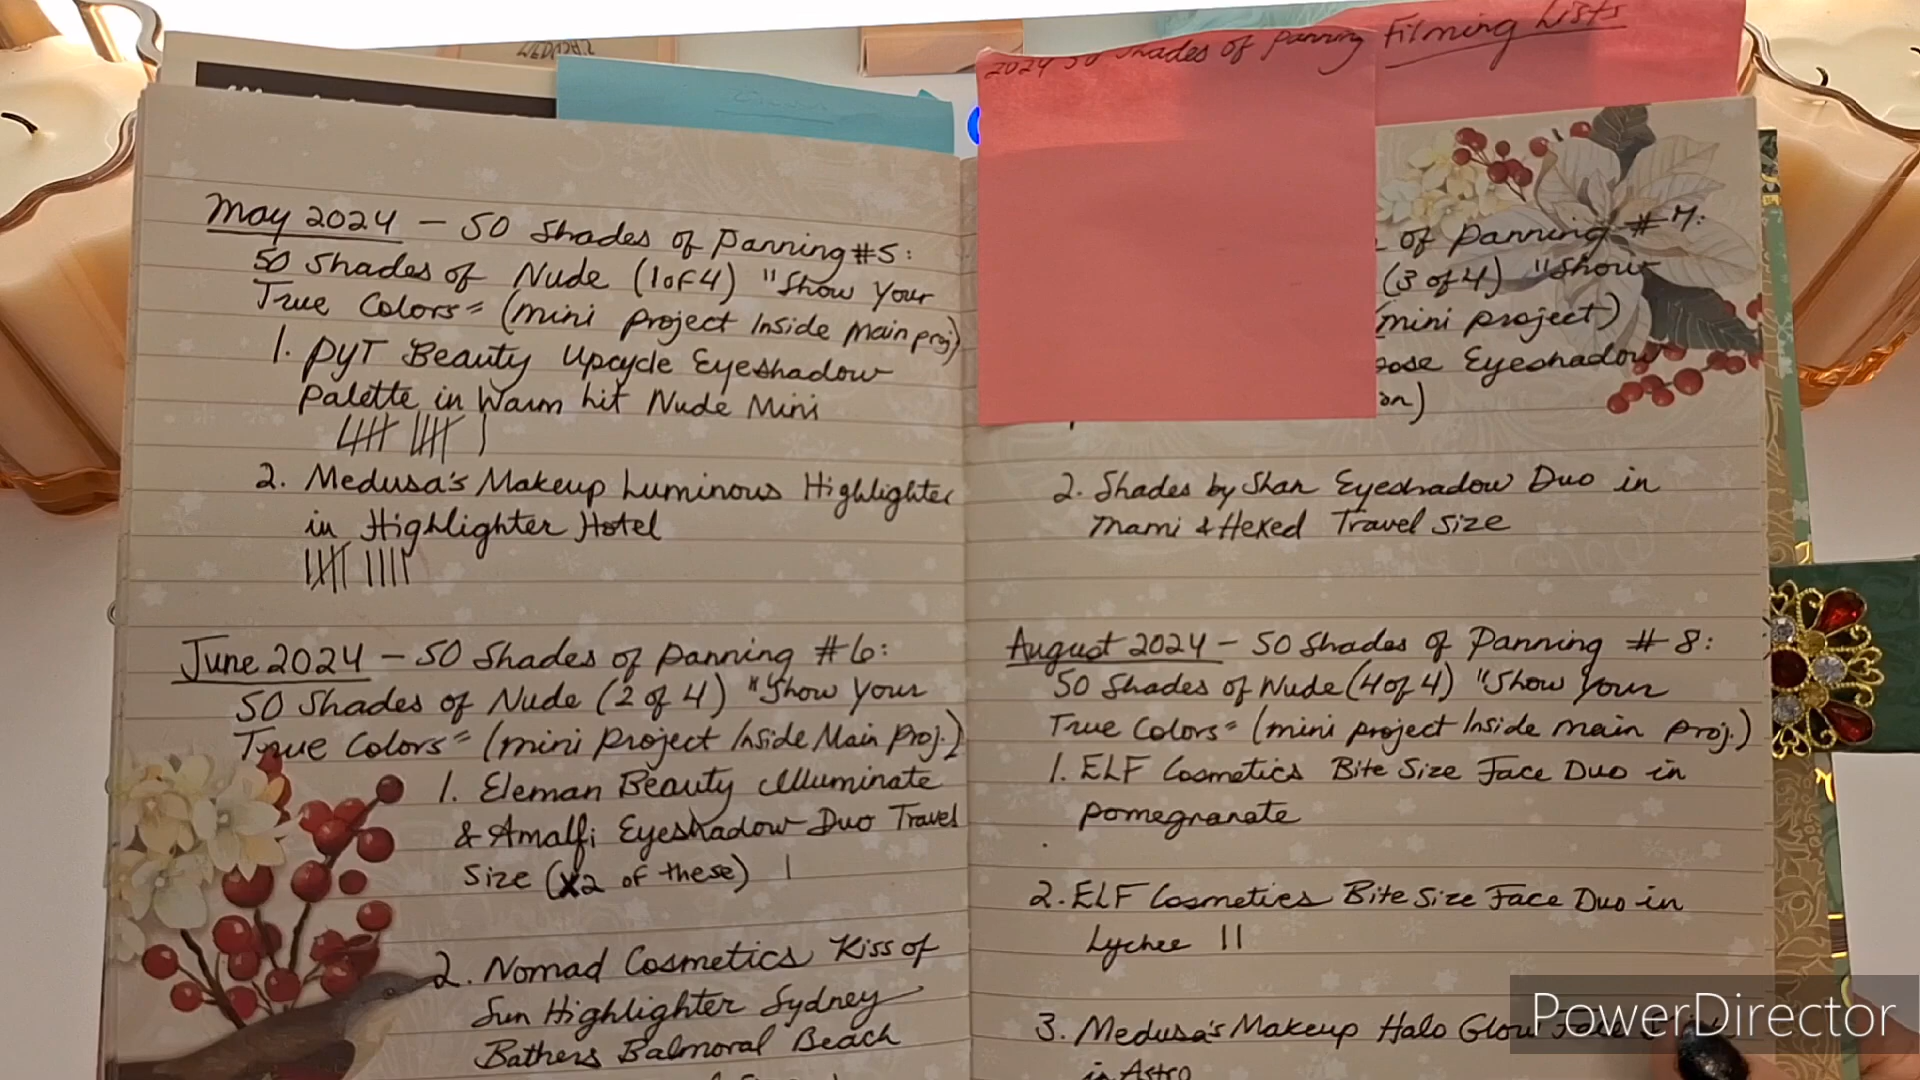 2024 50 Shades of Panning Filming Lists
May 2024 - 50 Shades of Panning #5:
50 Shades of Nude (1 of 4) "Show Your
True Colors" (mini project Inside main proj)
1. PYT Beauty Upcycle Eyeshadow
Palette in Warm Lit Nude Mini
2. Medusa's Makeup Luminous Highlighter
in Highlighter Hotel
June 2024 - 50 Shades of Panning #6:
50 Shades of Nude (2 of 4) "Show Your
True Colors" (mini project Inside Main Proj.)
1. Eleman Beauty Illuminate
& Amalfi Eyeshadow Duo Travel
Size (x2 of these) |
2. Nomad Cosmetics Kiss of
Sun Highlighter Sydney
Bathers Balmoral Beach
of Panning #7:
(3 of 4) "Show
mini project)
Eyeshadow
2. Shades by Shan Eyeshadow Duo in
Mami & Hexed Travel Size
August 2024 - 50 Shades of Panning #8:
50 Shades of Nude (4 of 4) "Show Your
True Colors" (mini project Inside main proj.)
1. ELF Cosmetics Bite Size Face Duo in
Pomegranate
2. ELF Cosmetics Bite Size Face Duo in
Lychee ||
3. Medusa's Makeup Halo Glow
in Astro
PowerDirector